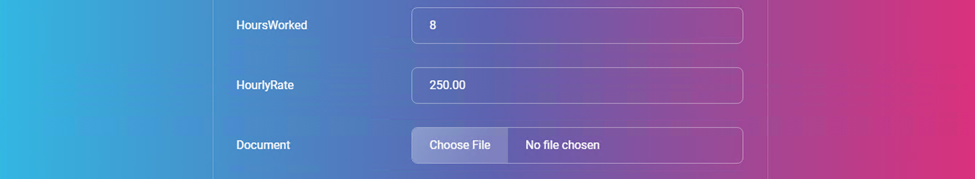 HoursWorked 8
HourlyRate 250.00
Document Choose File No file chosen